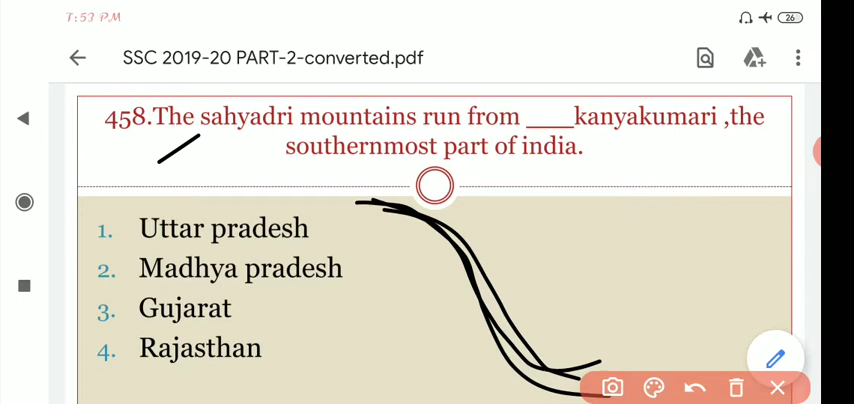 7:53 PM
26
SSC 2019-20 PART-2-converted.pdf
458.The sahyadri mountains run from ___kanyakumari ,the
southernmost part of india.
1. Uttar pradesh
2. Madhya pradesh
3. Gujarat
4. Rajasthan